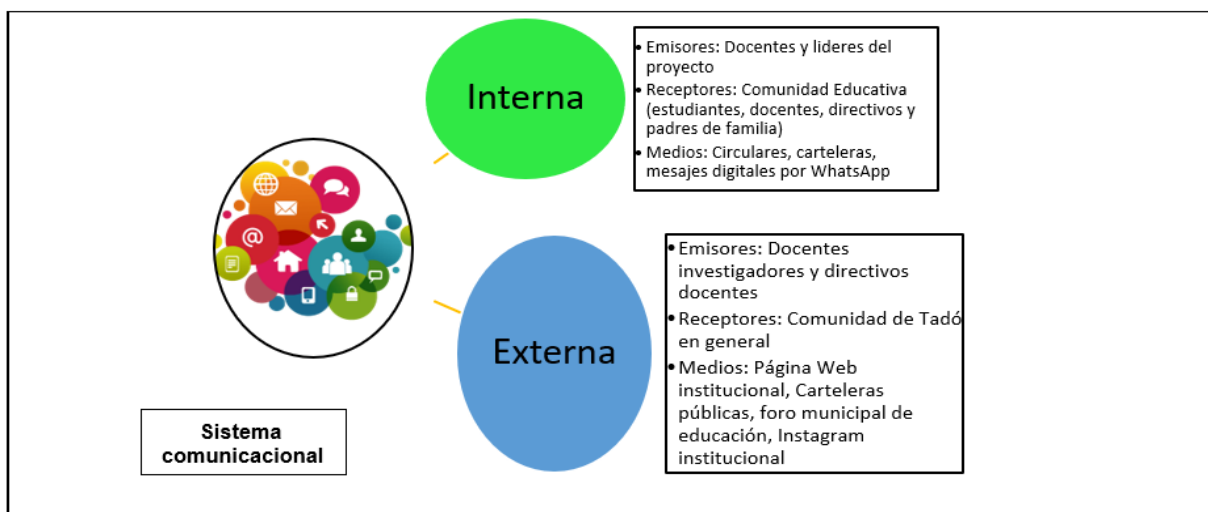 Interna
• Emisores: Docentes y lideres del
proyecto
• Receptores: Comunidad Educativa
(estudiantes, docentes, directivos y
padres de familia)
• Medios: Circulares, carteleras,
mensajes digitales por WhatsApp
Externa
• Emisores: Docentes
investigadores y directivos
docentes
• Receptores: Comunidad de Tadó
en general
• Medios: Página Web
institucional, Carteleras
públicas, foro municipal de
educación, Instagram
institucional
Sistema
comunicacional